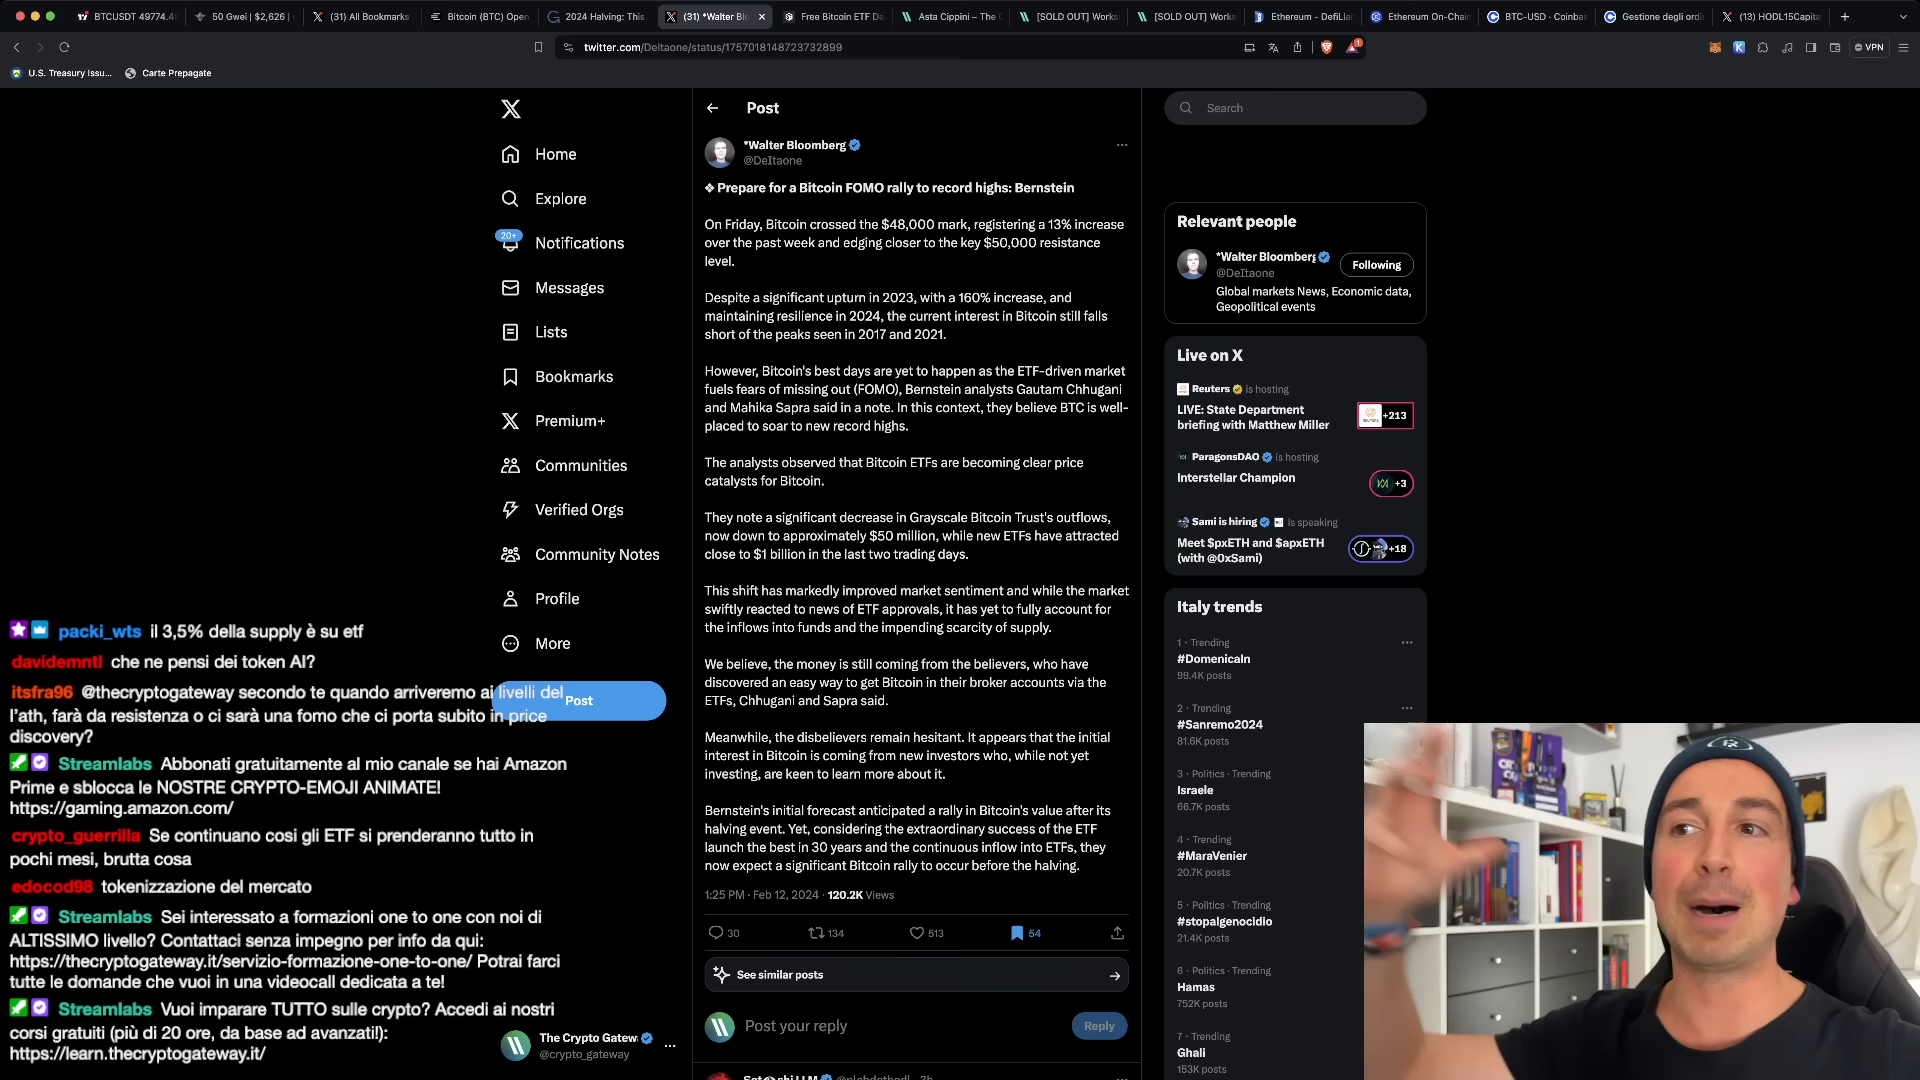 BTCUSDT 49774.4
50 Gwei | $2,626 |
(31) All Bookmarks
Bitcoin (BTC) Open
2024 Halving: This
(31) *Walter Blo
Free Bitcoin ETF Da
Asta Cippini – The C
[SOLD OUT] Works
[SOLD OUT] Works
Ethereum - DefiLlam
Ethereum On-Chain
BTC-USD · Coinbas
Gestione degli ordin
(13) HODL15Capita
twitter.com/DeItaone/status/1757018148723732899
VPN
U.S. Treasury Issu...
Carte Prepagate
Home
Explore
20+
Notifications
Messages
Lists
Bookmarks
Premium+
Communities
Verified Orgs
Community Notes
Profile
More
Post
The Crypto Gatew
@crypto_gateway
Post
*Walter Bloomberg
@DeItaone
❖ Prepare for a Bitcoin FOMO rally to record highs: Bernstein
On Friday, Bitcoin crossed the $48,000 mark, registering a 13% increase
over the past week and edging closer to the key $50,000 resistance
level.
Despite a significant upturn in 2023, with a 160% increase, and
maintaining resilience in 2024, the current interest in Bitcoin still falls
short of the peaks seen in 2017 and 2021.
However, Bitcoin's best days are yet to happen as the ETF-driven market
fuels fears of missing out (FOMO), Bernstein analysts Gautam Chhugani
and Mahika Sapra said in a note. In this context, they believe BTC is well-
placed to soar to new record highs.
The analysts observed that Bitcoin ETFs are becoming clear price
catalysts for Bitcoin.
They note a significant decrease in Grayscale Bitcoin Trust's outflows,
now down to approximately $50 million, while new ETFs have attracted
close to $1 billion in the last two trading days.
This shift has markedly improved market sentiment and while the market
swiftly reacted to news of ETF approvals, it has yet to fully account for
the inflows into funds and the impending scarcity of supply.
We believe, the money is still coming from the believers, who have
discovered an easy way to get Bitcoin in their broker accounts via the
ETFs, Chhugani and Sapra said.
Meanwhile, the disbelievers remain hesitant. It appears that the initial
interest in Bitcoin is coming from new investors who, while not yet
investing, are keen to learn more about it.
Bernstein's initial forecast anticipated a rally in Bitcoin's value after its
halving event. Yet, considering the extraordinary success of the ETF
launch the best in 30 years and the continuous inflow into ETFs, they
now expect a significant Bitcoin rally to occur before the halving.
1:25 PM · Feb 12, 2024 · 120.2K Views
30
134
513
54
See similar posts
Post your reply
Reply
Search
Relevant people
*Walter Bloomberg
@DeItaone
Following
Global markets News, Economic data,
Geopolitical events
Live on X
Reuters is hosting
LIVE: State Department
briefing with Matthew Miller
+213
ParagonsDAO is hosting
Interstellar Champion
+3
Sami is hiring is speaking
Meet $pxETH and $apxETH
(with @0xSami)
+18
Italy trends
1 · Trending
#DomenicaIn
99.4K posts
2 · Trending
#Sanremo2024
81.6K posts
3 · Politics · Trending
Israele
66.7K posts
4 · Trending
#MaraVenier
20.7K posts
5 · Politics · Trending
#stopalgenocidio
21.4K posts
6 · Politics · Trending
Hamas
752K posts
7 · Trending
Ghali
153K posts
packi_wts il 3,5% della supply è su etf
davidemntl che ne pensi dei token AI?
itsfra96 @thecryptogateway secondo te quando arriveremo ai livelli del
l'ath, farà da resistenza o ci sarà una fomo che ci porta subito in price
discovery?
Streamlabs Abbonati gratuitamente al mio canale se hai Amazon
Prime e sblocca le NOSTRE CRYPTO-EMOJI ANIMATE!
https://gaming.amazon.com/
crypto_guerrilla Se continuano cosi gli ETF si prenderanno tutto in
pochi mesi, brutta cosa
edocod98 tokenizzazione del mercato
Streamlabs Sei interessato a formazioni one to one con noi di
ALTISSIMO livello? Contattaci senza impegno per info da qui:
https://thecryptogateway.it/servizio-formazione-one-to-one/ Potrai farci
tutte le domande che vuoi in una videocall dedicata a te!
Streamlabs Vuoi imparare TUTTO sulle crypto? Accedi ai nostri
corsi gratuiti (più di 20 ore, da base ad avanzati!):
https://learn.thecryptogateway.it/